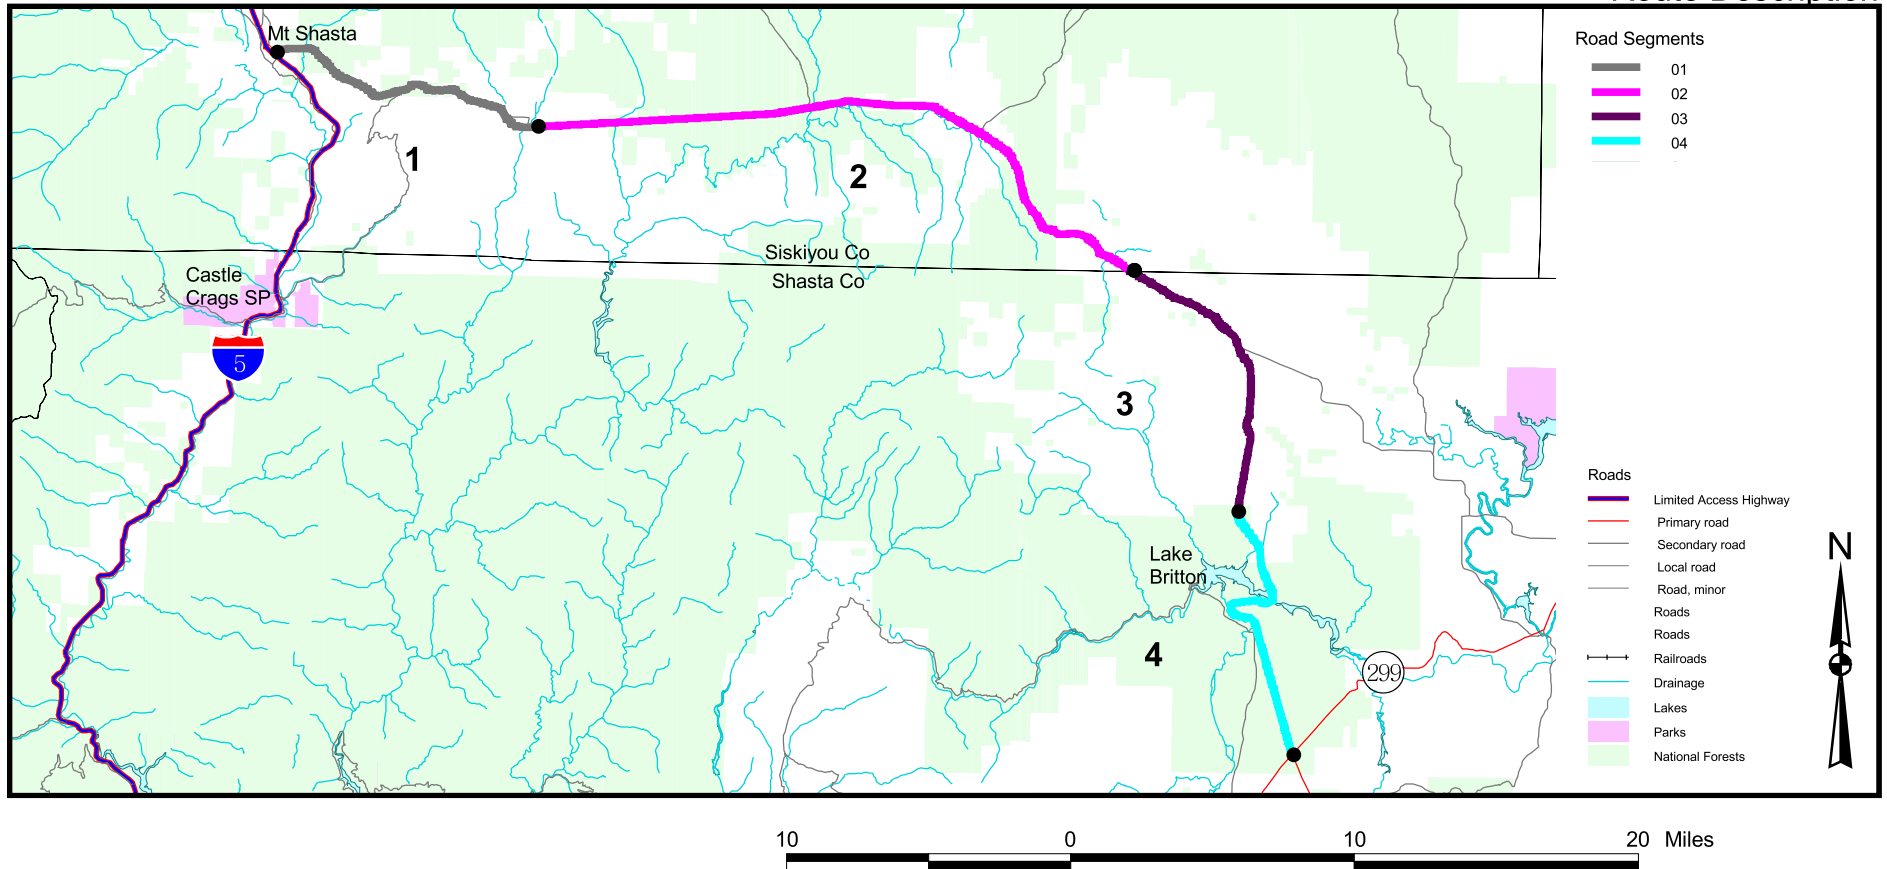 Route Description
Mt Shasta
Road Segments
01
02
03
04
1
2
Siskiyou Co
Shasta Co
Castle
Crags SP
5
3
Lake
Britton
4
299
Roads
Limited Access Highway
Primary road
Secondary road
Local road
Road, minor
Roads
Roads
Railroads
Drainage
Lakes
Parks
National Forests
N
10 0 10 20 Miles